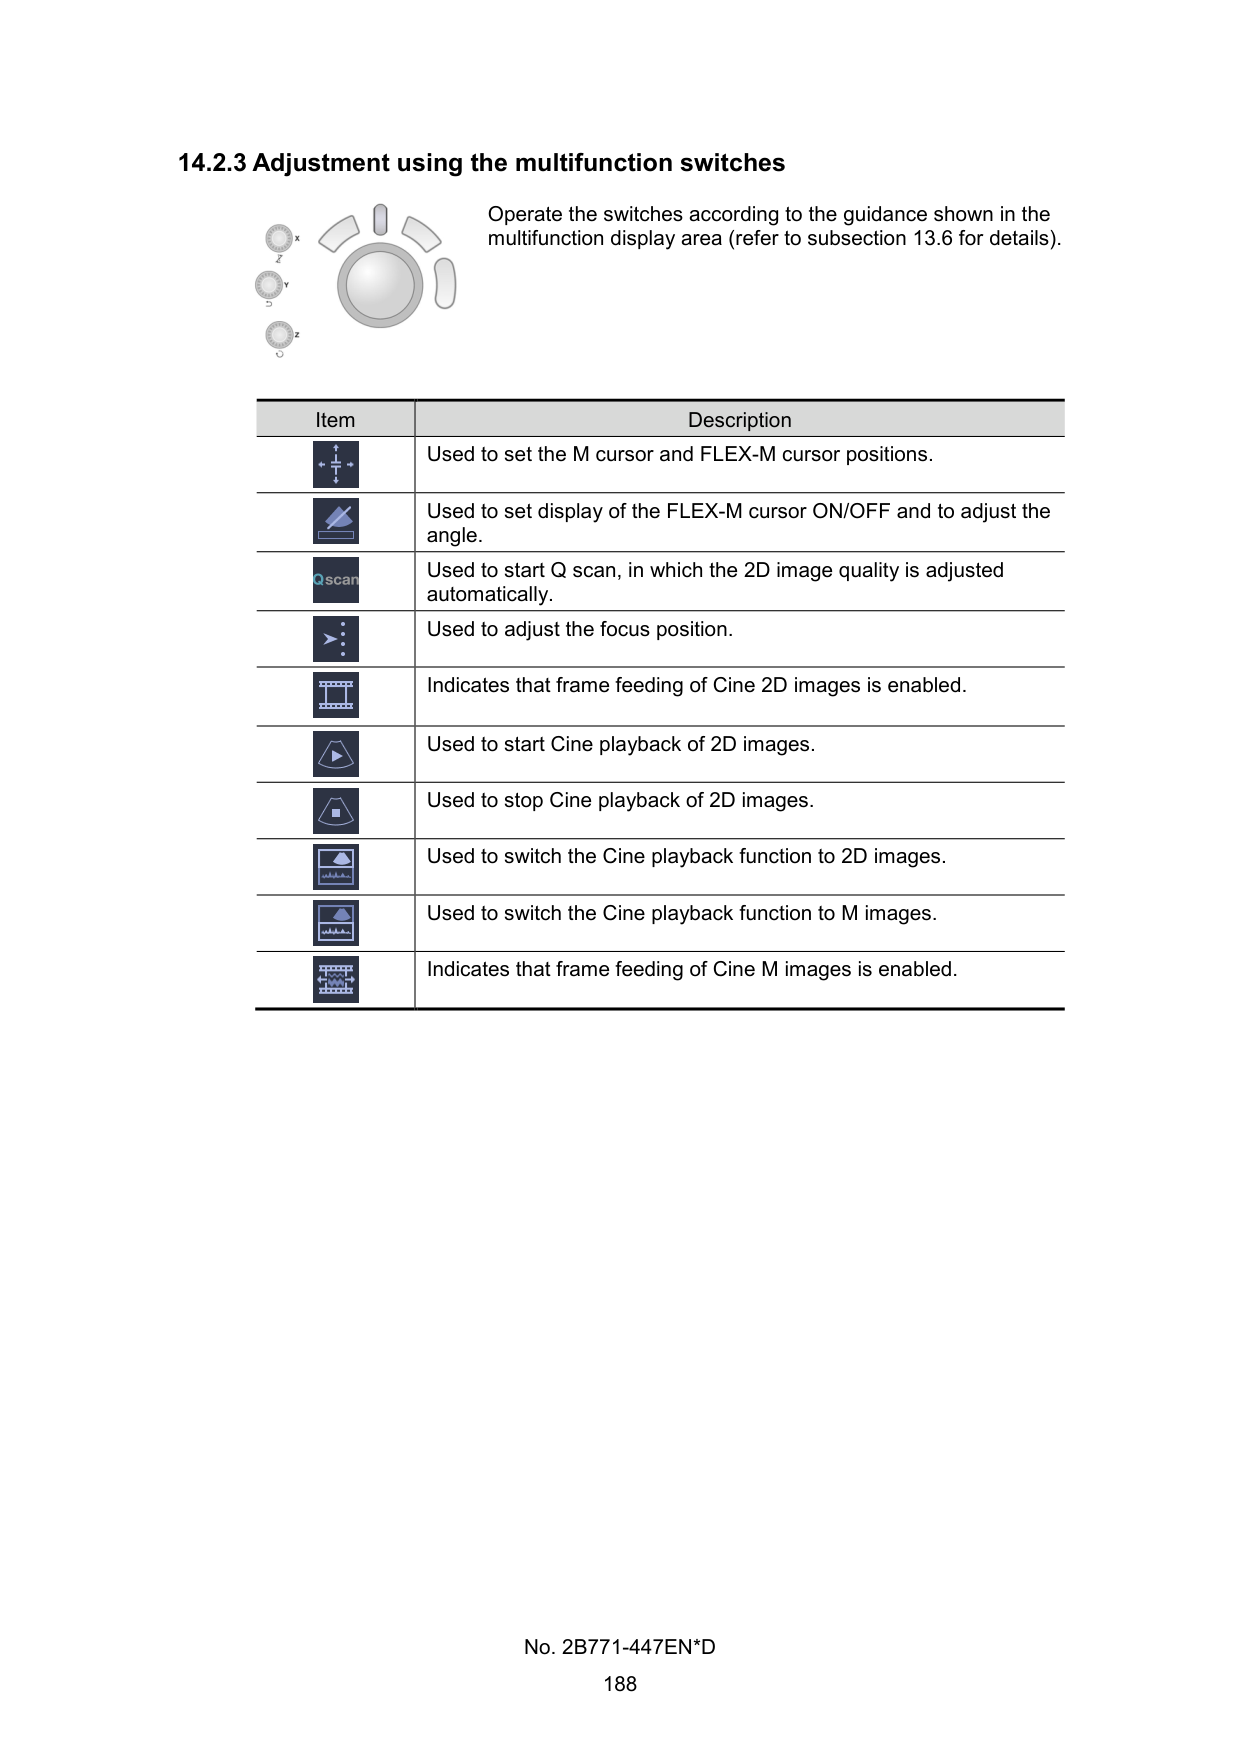 14.2.3 Adjustment using the multifunction switches
Operate the switches according to the guidance shown in the
multifunction display area (refer to subsection 13.6 for details).
X
Y
Z
Item Description
Used to set the M cursor and FLEX-M cursor positions.
Used to set display of the FLEX-M cursor ON/OFF and to adjust the
angle.
Qscan Used to start Q scan, in which the 2D image quality is adjusted
automatically.
Used to adjust the focus position.
Indicates that frame feeding of Cine 2D images is enabled.
Used to start Cine playback of 2D images.
Used to stop Cine playback of 2D images.
Used to switch the Cine playback function to 2D images.
Used to switch the Cine playback function to M images.
Indicates that frame feeding of Cine M images is enabled.
No. 2B771-447EN*D
188